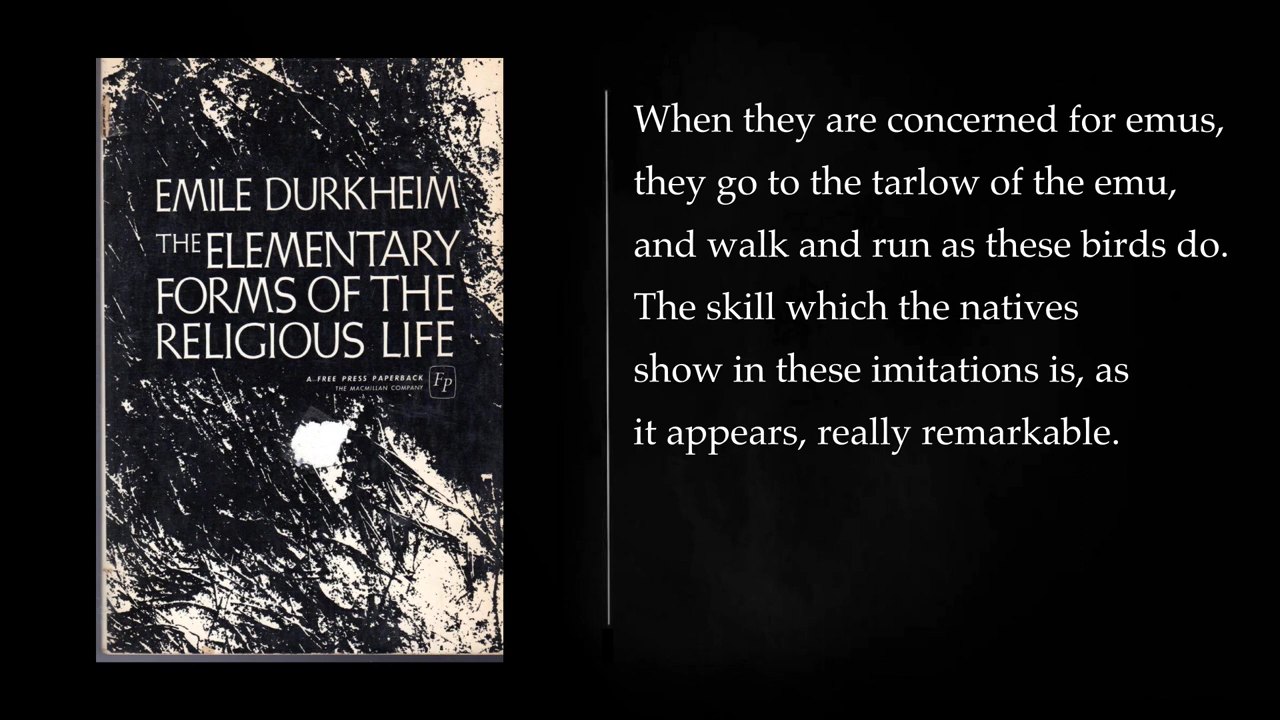 EMILE DURKHEIM
THE ELEMENTARY
FORMS OF THE
RELIGIOUS LIFE
A FREE PRESS PAPERBACK
THE MACMILLAN COMPANY
Fp
When they are concerned for emus,
they go to the tarlow of the emu,
and walk and run as these birds do.
The skill which the natives
show in these imitations is, as
it appears, really remarkable.